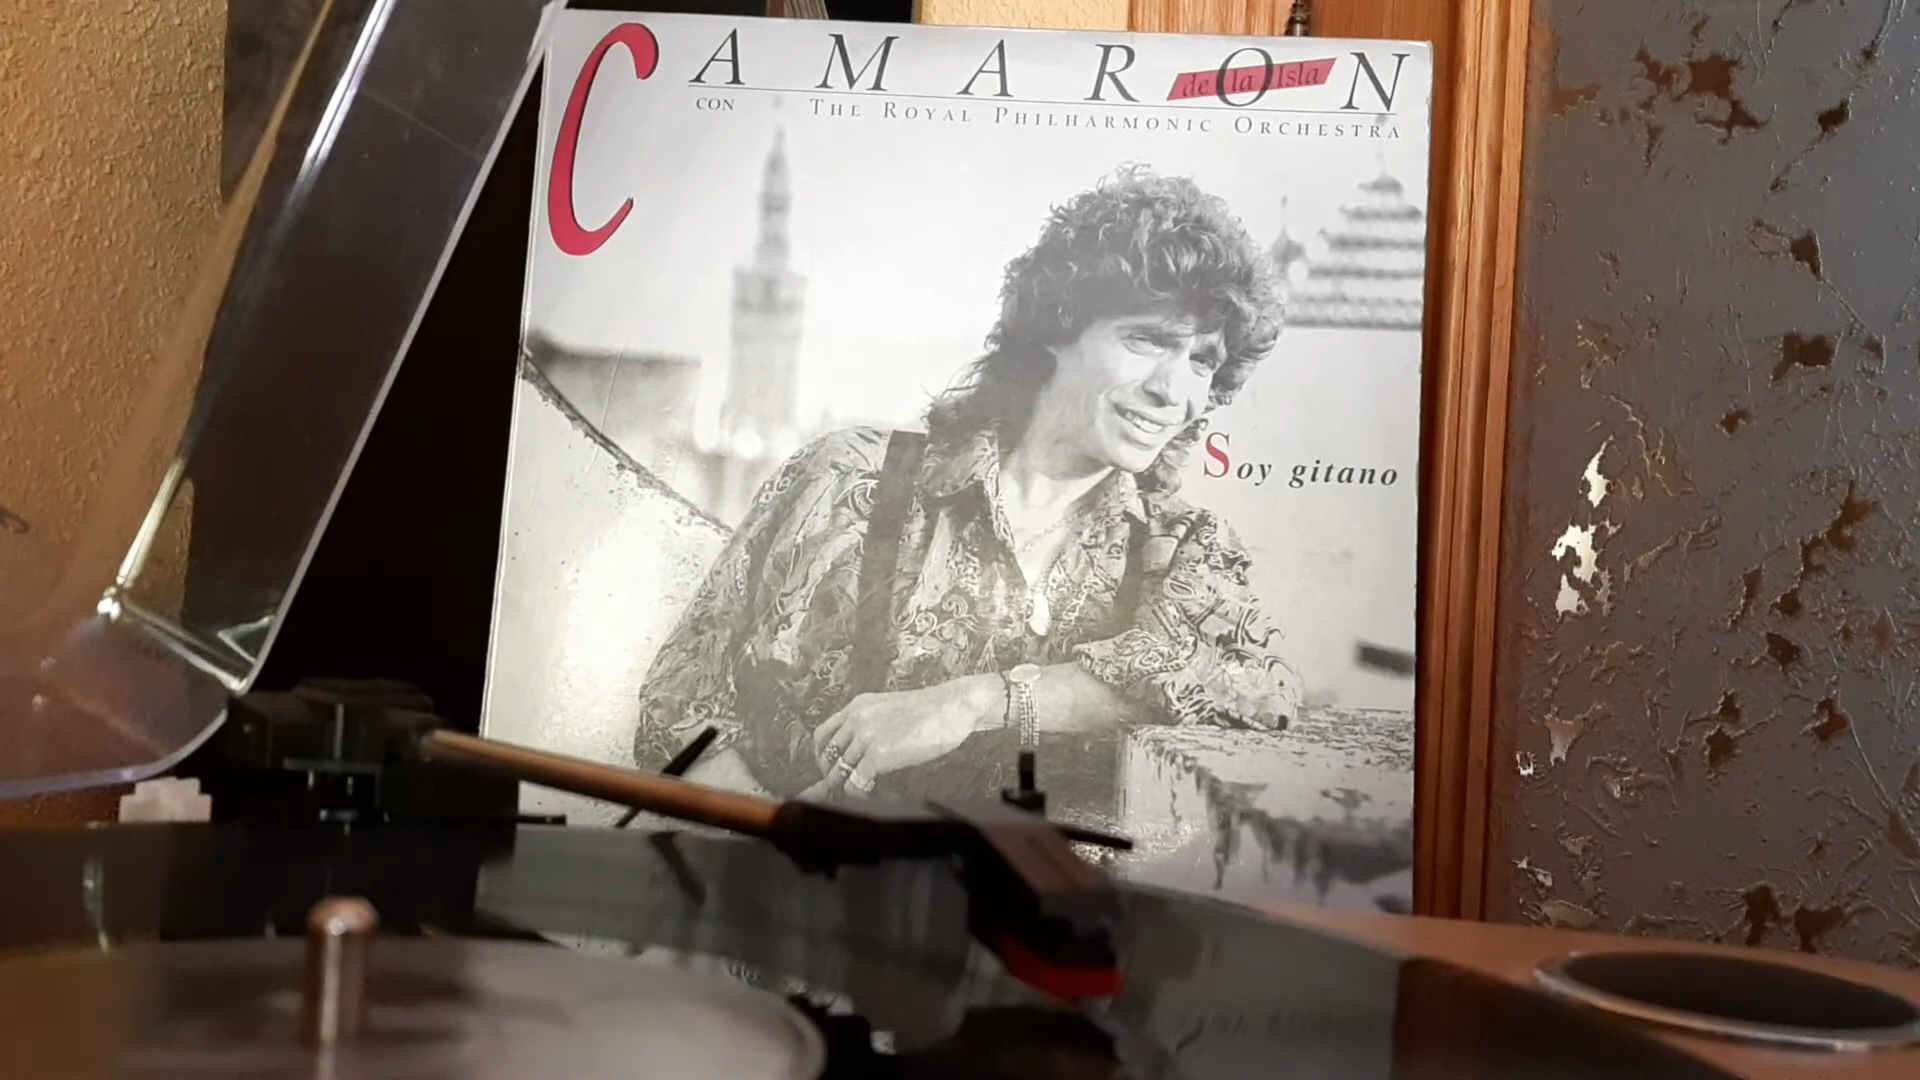 CAMARON
de la Isla
CON THE ROYAL PHILHARMONIC ORCHESTRA
Soy gitano